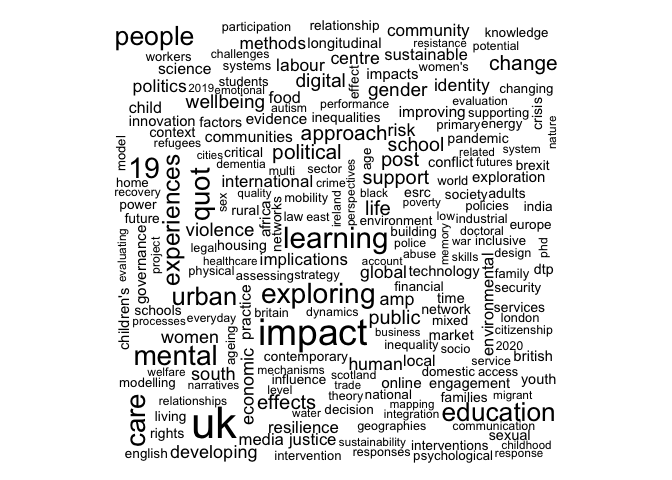 people
participation
relationship
community
knowledge
workers
challenges
methods
longitudinal
resistance
potential
science
systems
labour
centre
sustainable
change
politics
2019
students
emotional
digital
effect
impacts
women's
gender
identity
changing
child
wellbeing
food
autism
performance
evaluation
innovation
factors
evidence
inequalities
improving
supporting
crisis
nature
context
communities
approach
risk
primary
energy
refugees
school
pandemic
model
19
cities
critical
political
age
post
related
system
dementia
multi
sector
perspectives
conflict
futures
brexit
home
experiences
quot
international
crime
support
world
exploration
recovery
sex
quality
mobility
ireland
black
esrc
society
adults
power
rural
africa
networks
life
poverty
policies
india
future
law
east
environment
low
industrial
violence
learning
building
europe
evaluating
governance
project
legal
housing
police
memory
war
inclusive
doctoral
phd
healthcare
implications
account
abuse
skills
design
physical
assessing
strategy
global
technology
environmental
family
dtp
children's
urban
practice
exploring
financial
security
amp
time
schools
britain
dynamics
public
network
services
processes
everyday
impact
mixed
london
business
market
citizenship
women
ageing
inequality
socio
2020
mental
economic
contemporary
human
local
service
british
welfare
south
mechanisms
scotland
domestic
access
modelling
narratives
influence
trade
online
engagement
youth
level
care
relationships
effects
theory
national
families
migrant
living
uk
water
decision
mapping
integration
education
rights
resilience
geographies
communication
media
justice
sustainability
sexual
english
developing
interventions
childhood
intervention
responses
psychological
response